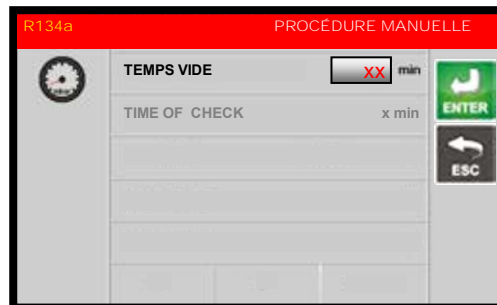 R134a PROCÉDURE MANUELLE
TEMPS VIDE XX min
ENTER
TIME OF CHECK x min
ESC